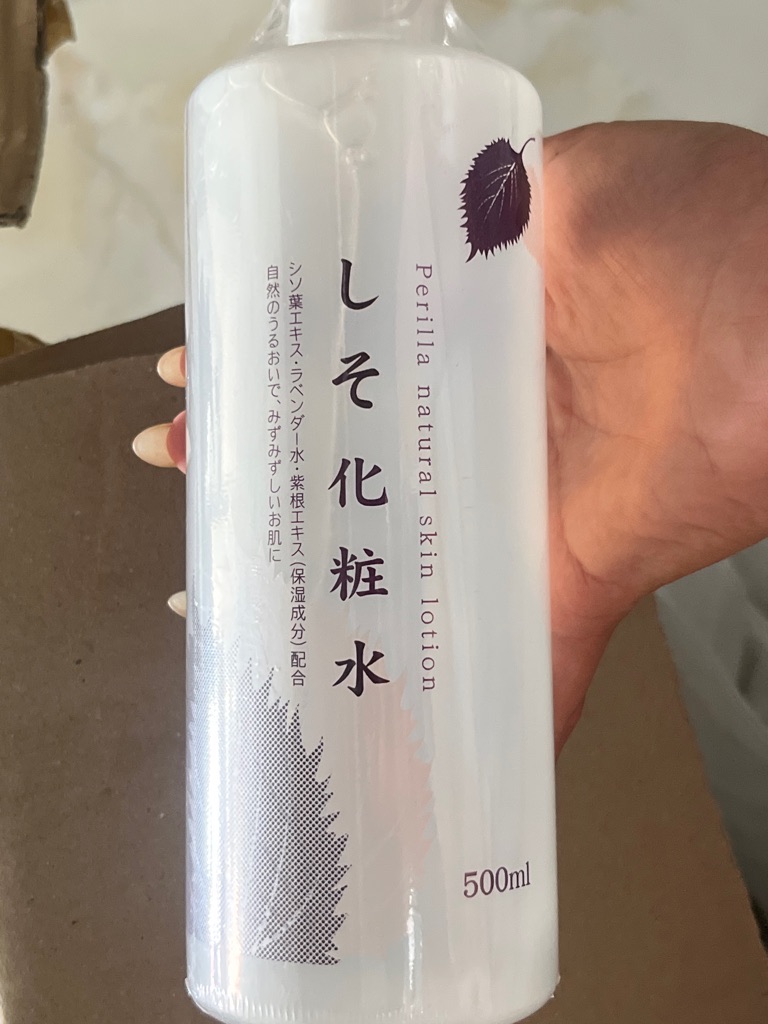 Perilla natural skin lotion
しそ化粧水
シソ葉エキス・ラベンダー水・紫根エキス(保湿成分)配合
自然のうるおいで、みずみずしいお肌に
500ml